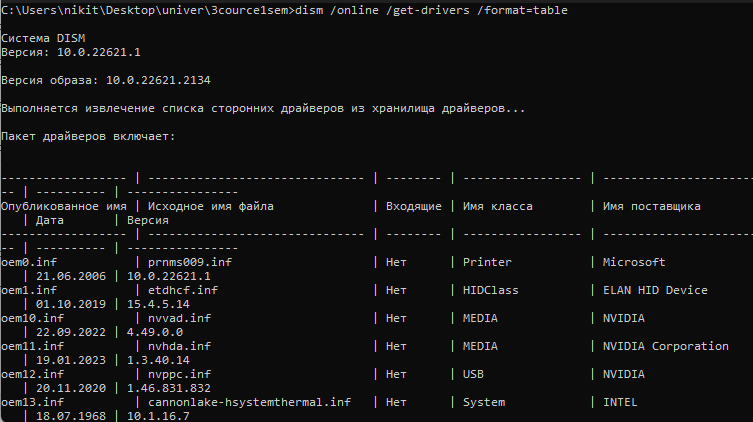 C:\Users\nikit\Desktop\univer\3cource1sem>dism /online /get-drivers /format=table
Cистема DISM
Версия: 10.0.22621.1
Версия образа: 10.0.22621.2134
Выполняется извлечение списка сторонних драйверов из хранилища драйверов...
Пакет драйверов включает:
------------------ | ------------------------------- | -------- | ----------------- | ----------------------
-- | ---------- | ----------------
Опубликованное имя | Исходное имя файла | Входящие | Имя класса | Имя поставщика
| Дата | Версия
------------------ | ------------------------------- | -------- | ----------------- | ----------------------
-- | ---------- | ----------------
oem0.inf | prnms009.inf | Нет | Printer | Microsoft
| 21.06.2006 | 10.0.22621.1
oem1.inf | etdhcf.inf | Нет | HIDClass | ELAN HID Device
| 01.10.2019 | 15.4.5.14
oem10.inf | nvvad.inf | Нет | MEDIA | NVIDIA
| 22.09.2022 | 4.49.0.0
oem11.inf | nvhda.inf | Нет | MEDIA | NVIDIA Corporation
| 19.01.2023 | 1.3.40.14
oem12.inf | nvppc.inf | Нет | USB | NVIDIA
| 20.11.2020 | 1.46.831.832
oem13.inf | cannonlake-hsystemthermal.inf | Нет | System | INTEL
| 18.07.1968 | 10.1.16.7